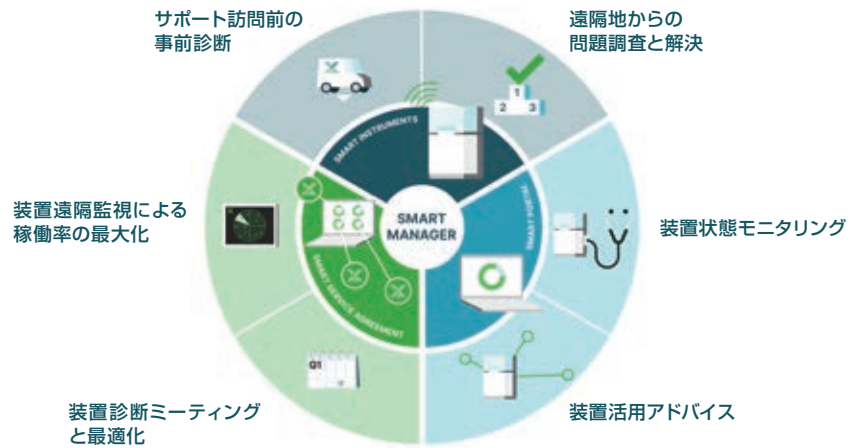 サポート訪問前の
事前診断
遠隔地からの
問題調査と解決
1
2 3
SMART INSTRUMENTS
装置遠隔監視による
稼働率の最大化
SMART
MANAGER
SMART PORTAL
装置状態モニタリング
SMART SERVICE AGREEMENT
Q1
装置診断ミーティング
と最適化
装置活用アドバイス